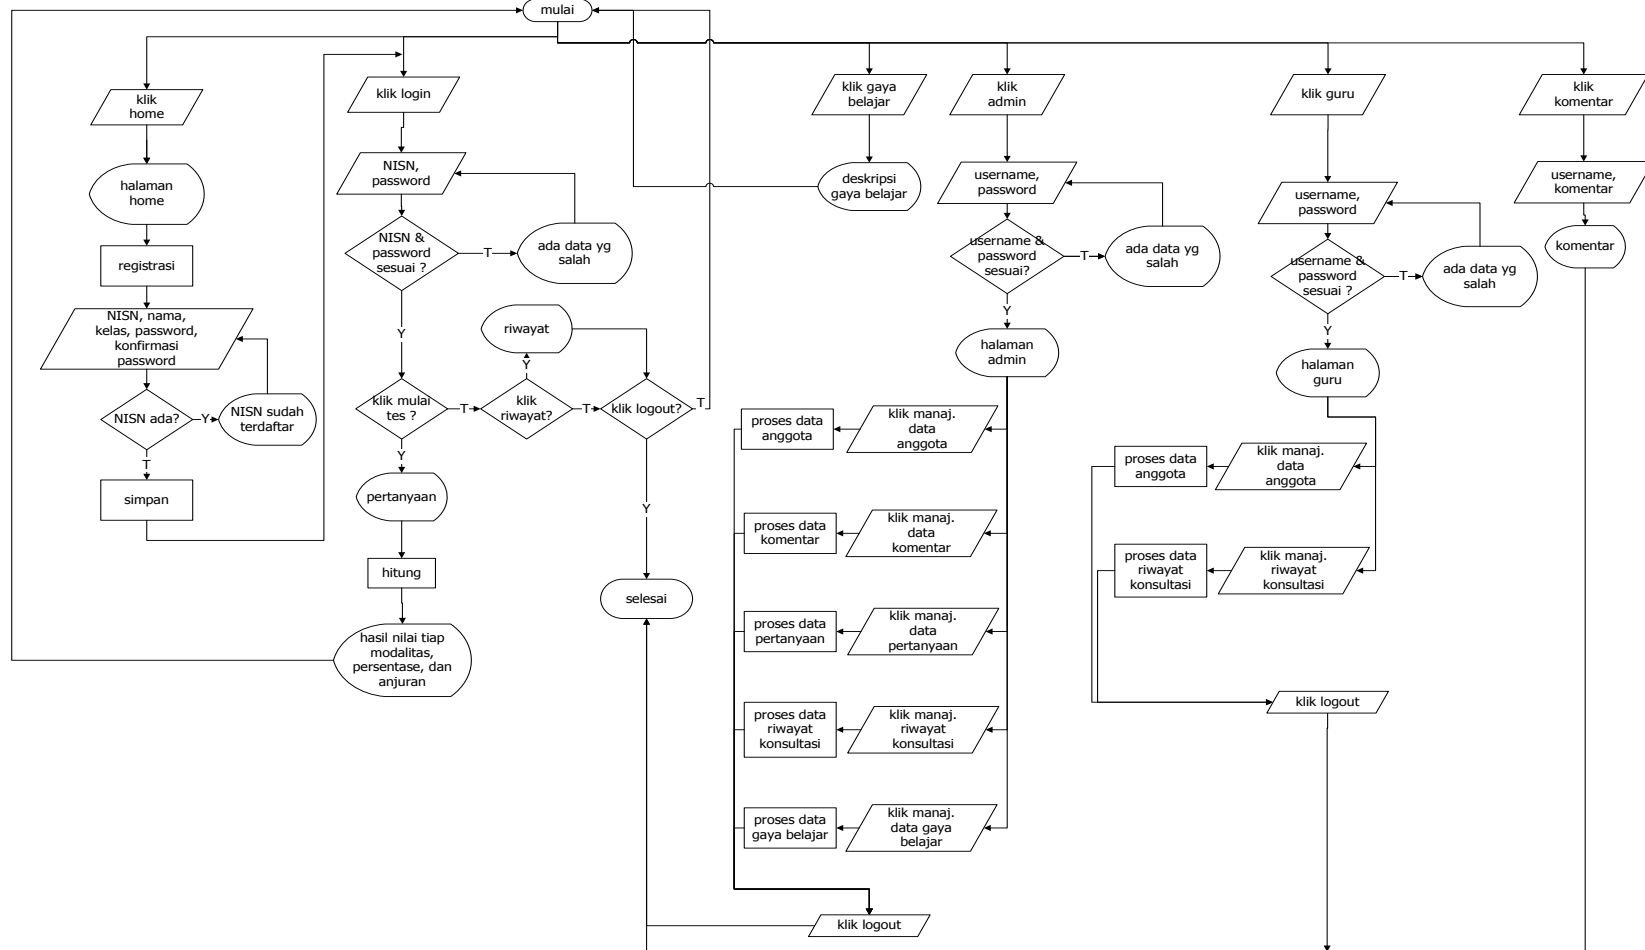 mulai
klik
home
halaman
home
registrasi
NISN, nama,
kelas, password,
konfirmasi
password
NISN ada?
Y
NISN sudah
terdaftar
T
simpan
klik login
NISN,
password
NISN &
password
sesuai ?
T
ada data yg
salah
Y
klik mulai
tes ?
T
klik
riwayat?
Y
riwayat
T
klik logout?
T
Y
selesai
Y
pertanyaan
hitung
hasil nilai tiap
modalitas,
persentase, dan
anjuran
klik gaya
belajar
deskripsi
gaya belajar
klik
admin
username,
password
username &
password
sesuai?
T
ada data yg
salah
Y
halaman
admin
klik manaj.
data
anggota
proses data
anggota
klik manaj.
data
komentar
proses data
komentar
klik manaj.
data
pertanyaan
proses data
pertanyaan
klik manaj.
riwayat
konsultasi
proses data
riwayat
konsultasi
klik manaj.
data gaya
belajar
proses data
gaya belajar
klik logout
klik guru
username,
password
username &
password
sesuai ?
T
ada data yg
salah
Y
halaman
guru
klik manaj.
data
anggota
proses data
anggota
klik manaj.
riwayat
konsultasi
proses data
riwayat
konsultasi
klik logout
klik
komentar
username,
komentar
komentar